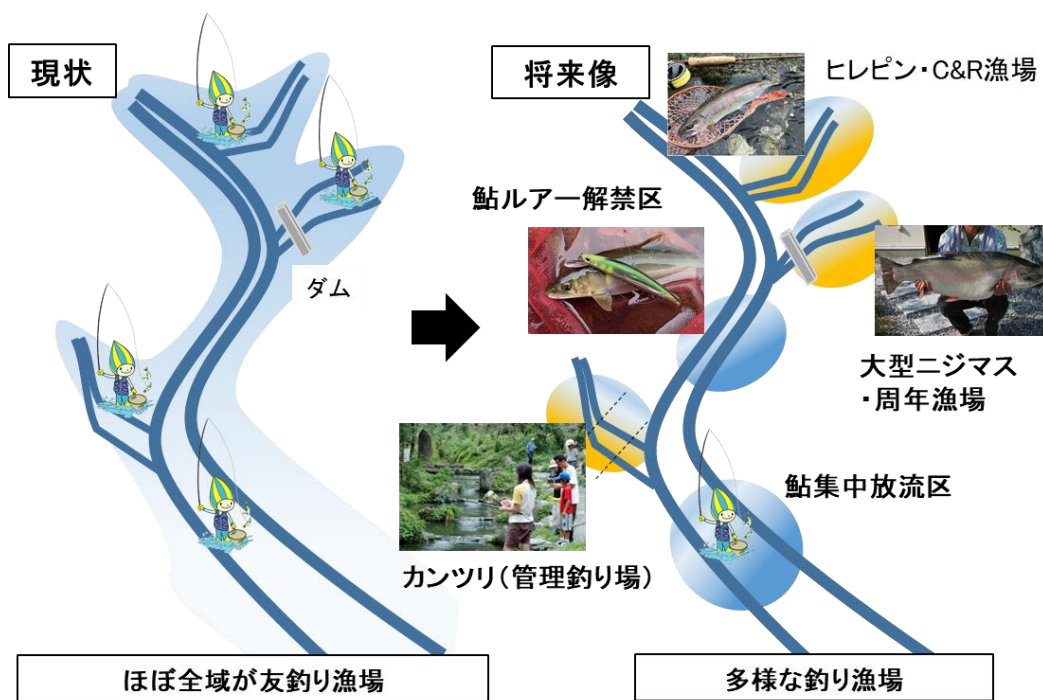 現状
ダム
ほぼ全域が友釣り漁場
将来像
ヒレピン・C&R漁場
鮎ルアー解禁区
大型ニジマス
・周年漁場
鮎集中放流区
カンツリ（管理釣り場）
多様な釣り漁場